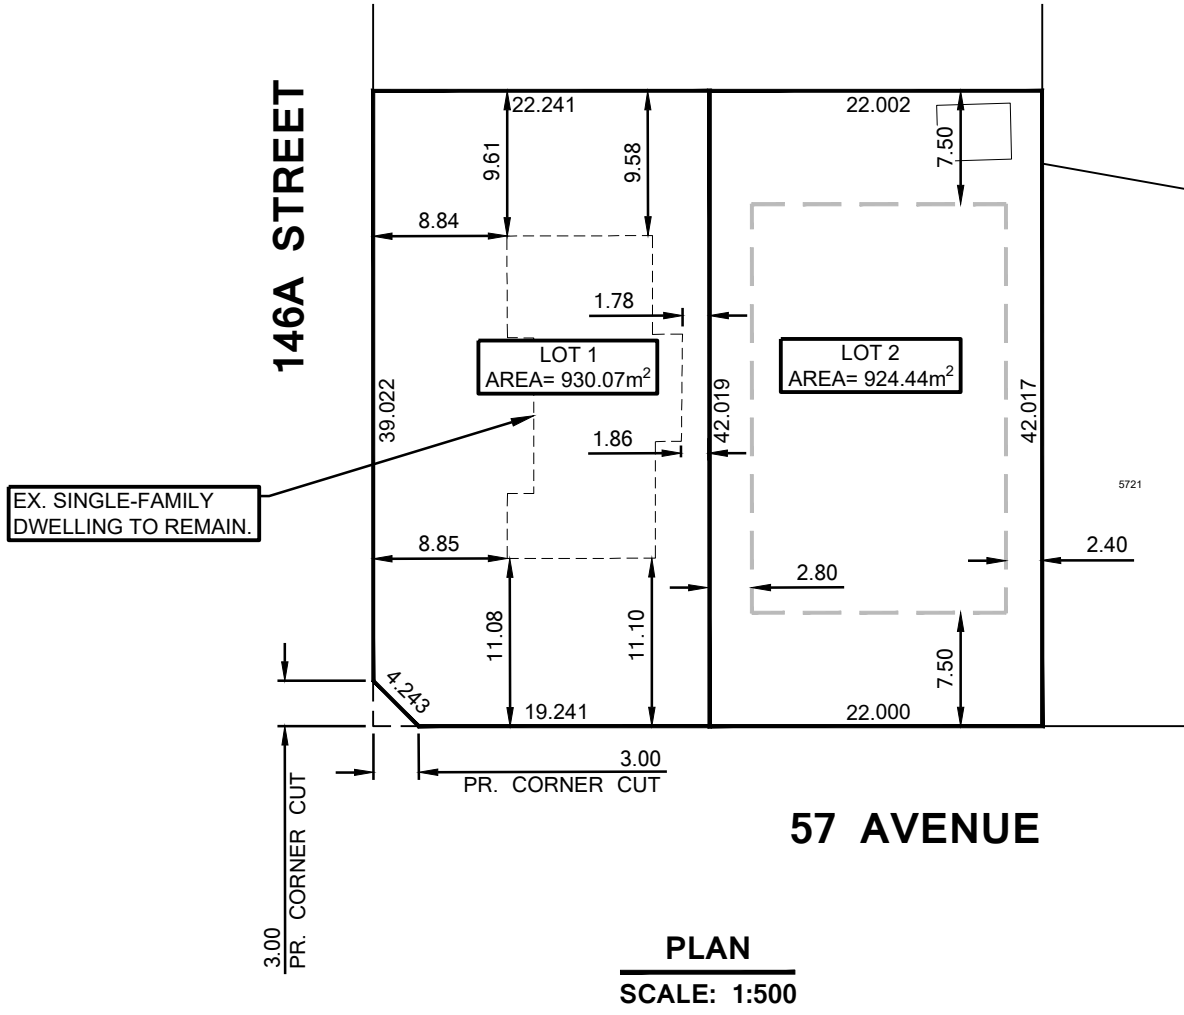 22.241
22.002
146A STREET
9.61
9.58
7.50
8.84
1.78
LOT 1
AREA= 930.07m²
LOT 2
AREA= 924.44m²
39.022
42.019
42.017
1.86
EX. SINGLE-FAMILY
DWELLING TO REMAIN.
5721
8.85
2.40
2.80
11.08
11.10
7.50
4.243
19.241
22.000
3.00
PR. CORNER CUT
3.00
PR. CORNER CUT
57 AVENUE
PLAN
SCALE: 1:500